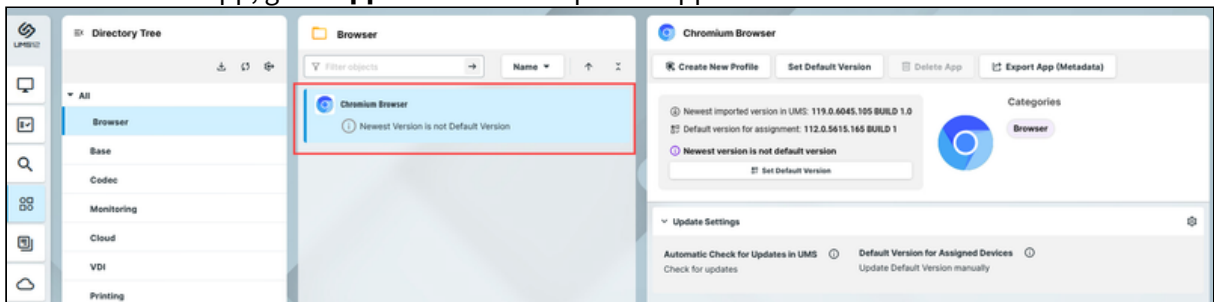 UMS12
Directory Tree
All
Browser
Base
Codec
Monitoring
Cloud
VDI
Printing
Browser
Filter objects
Name
Chromium Browser
Newest Version is not Default Version
Chromium Browser
Create New Profile
Set Default Version
Delete App
Export App (Metadata)
Newest imported version in UMS: 119.0.6045.105 BUILD 1.0
Default version for assignment: 112.0.5615.165 BUILD 1
Newest version is not default version
Set Default Version
Categories
Browser
Update Settings
Automatic Check for Updates in UMS
Check for updates
Default Version for Assigned Devices
Update Default Version manually